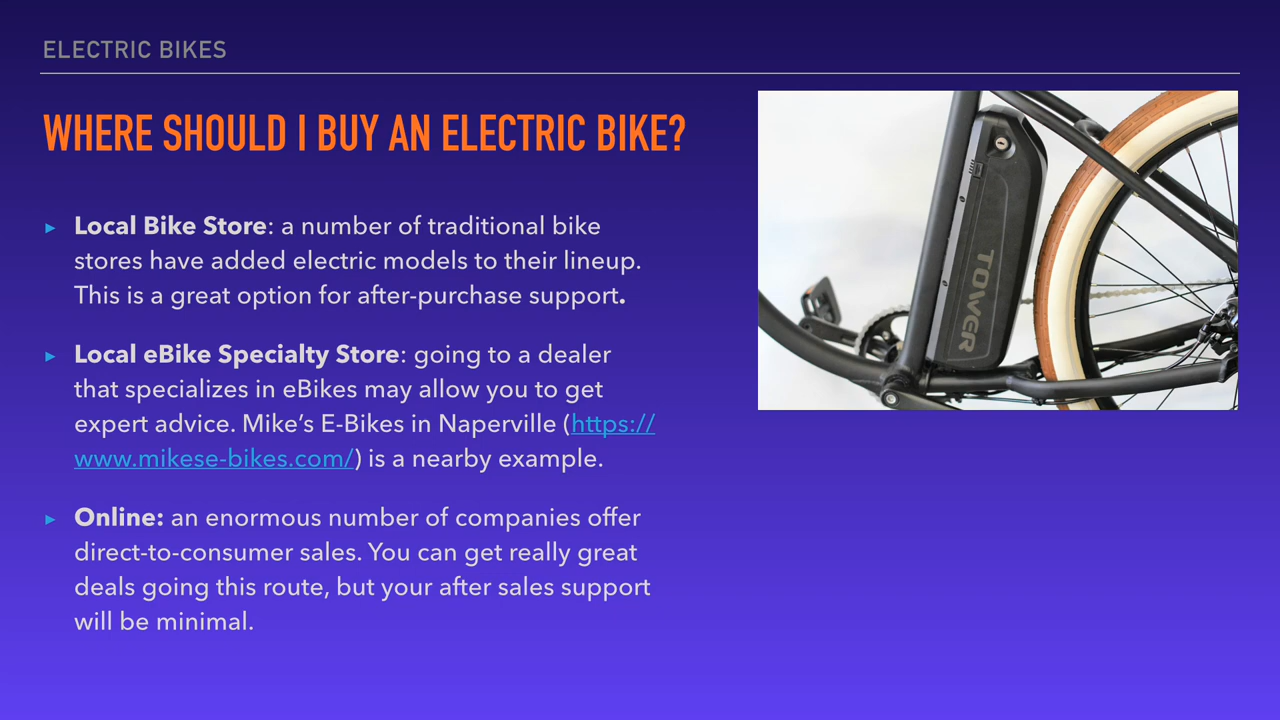 ELECTRIC BIKES
WHERE SHOULD I BUY AN ELECTRIC BIKE?
▸ Local Bike Store: a number of traditional bike
stores have added electric models to their lineup.
This is a great option for after-purchase support.
▸ Local eBike Specialty Store: going to a dealer
that specializes in eBikes may allow you to get
expert advice. Mike’s E-Bikes in Naperville (https://
www.mikese-bikes.com/) is a nearby example.
▸ Online: an enormous number of companies offer
direct-to-consumer sales. You can get really great
deals going this route, but your after sales support
will be minimal.
TOWER